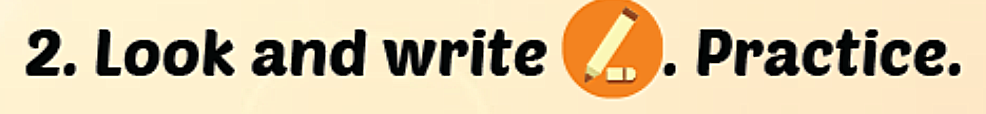 2. Look and write . Practice.